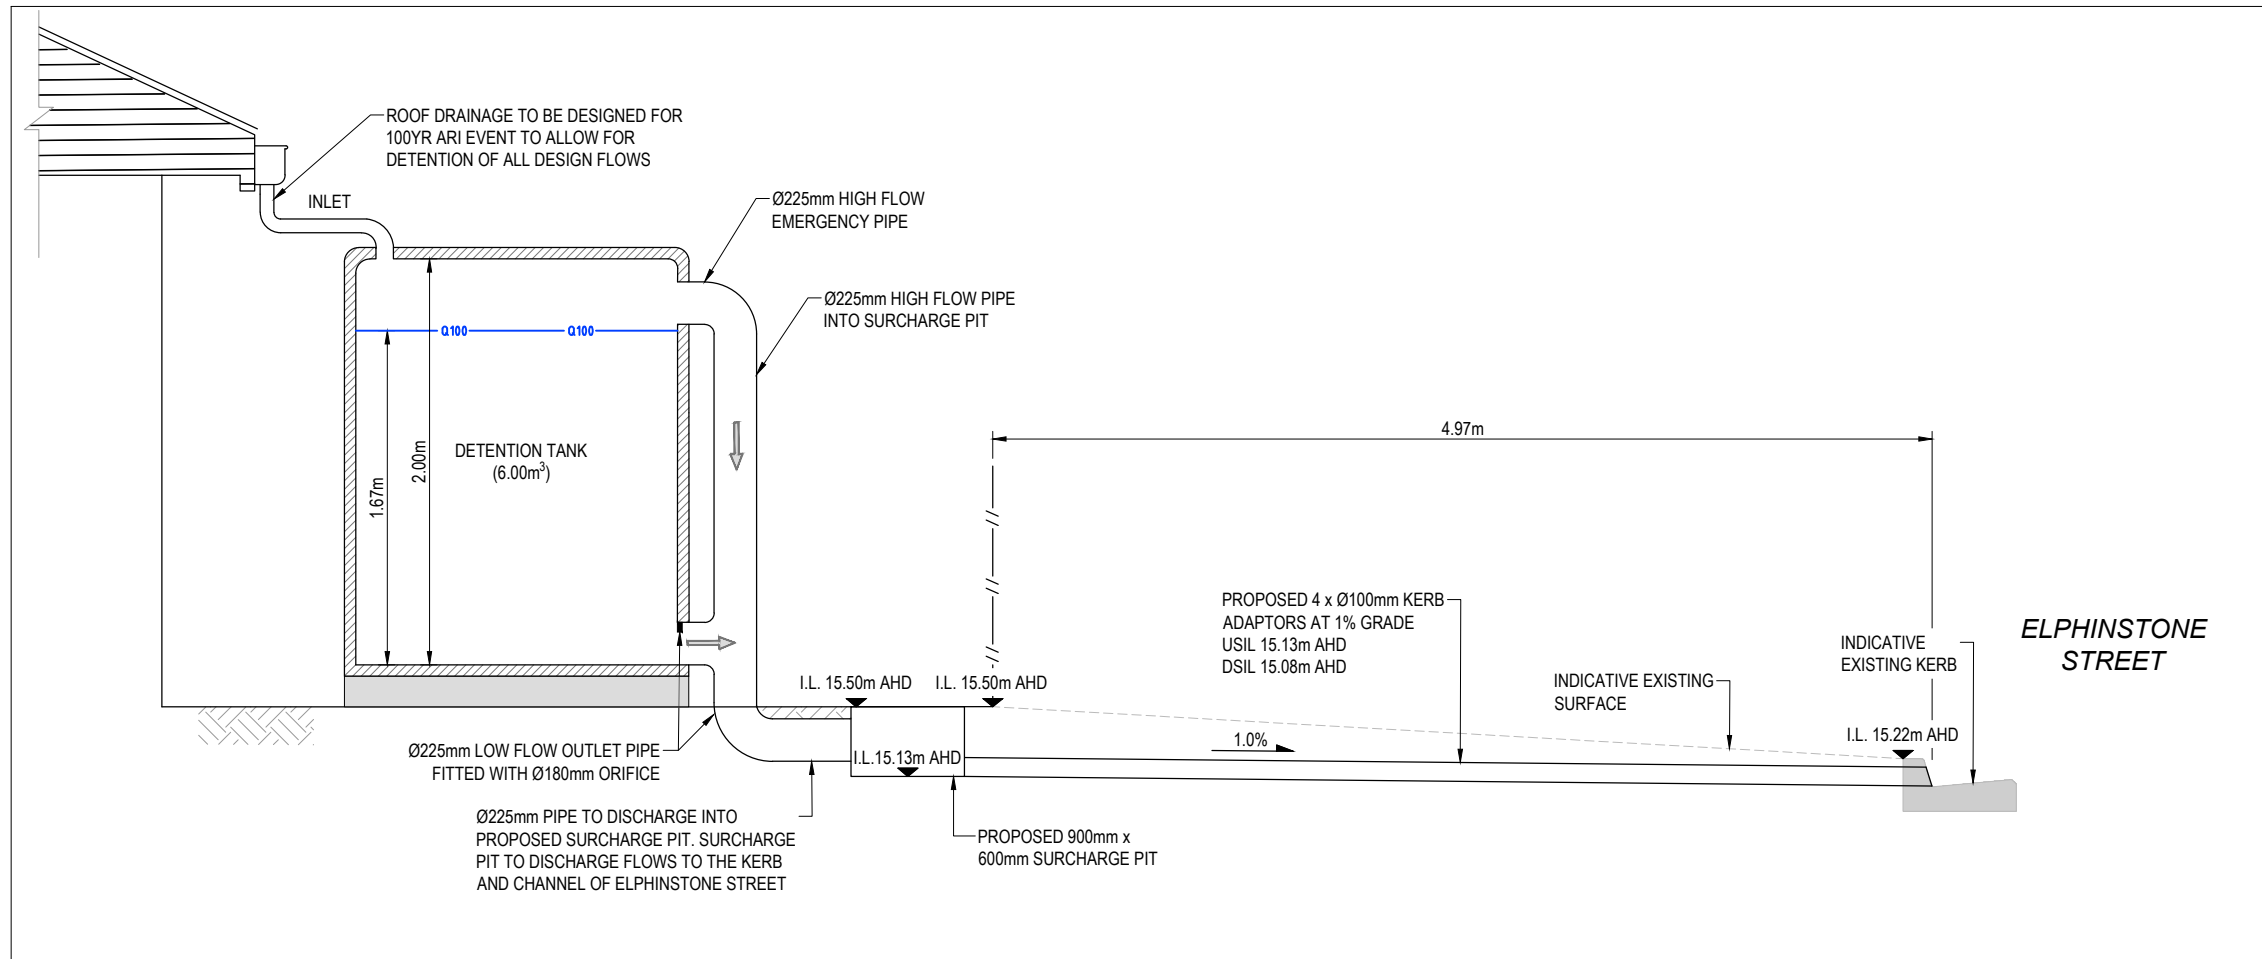 ROOF DRAINAGE TO BE DESIGNED FOR
100YR ARI EVENT TO ALLOW FOR
DETENTION OF ALL DESIGN FLOWS
INLET
Ø225mm HIGH FLOW
EMERGENCY PIPE
Ø225mm HIGH FLOW PIPE
INTO SURCHARGE PIT
Q100
Q100
4.97m
DETENTION TANK
(6.00m³)
2.00m
1.67m
PROPOSED 4 x Ø100mm KERB
ADAPTORS AT 1% GRADE
USIL 15.13m AHD
DSIL 15.08m AHD
INDICATIVE
EXISTING KERB
ELPHINSTONE
STREET
I.L. 15.50m AHD
I.L. 15.50m AHD
INDICATIVE EXISTING
SURFACE
I.L. 15.22m AHD
1.0%
Ø225mm LOW FLOW OUTLET PIPE
FITTED WITH Ø180mm ORIFICE
I.L.15.13m AHD
Ø225mm PIPE TO DISCHARGE INTO
PROPOSED SURCHARGE PIT. SURCHARGE
PIT TO DISCHARGE FLOWS TO THE KERB
AND CHANNEL OF ELPHINSTONE STREET
PROPOSED 900mm x
600mm SURCHARGE PIT